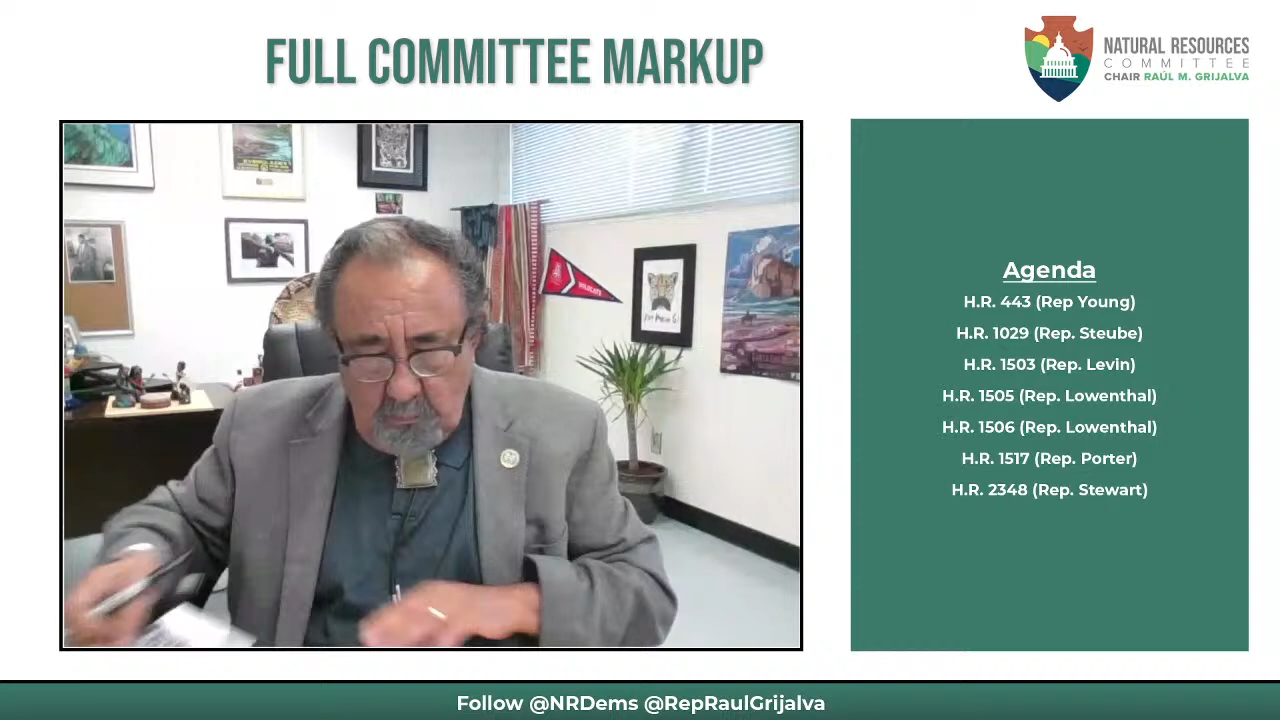 FULL COMMITTEE MARKUP
NATURAL RESOURCES
COMMITTEE
CHAIR RAÚL M. GRIJALVA
WILDCATS
Agenda
H.R. 443 (Rep Young)
H.R. 1029 (Rep. Steube)
H.R. 1503 (Rep. Levin)
H.R. 1505 (Rep. Lowenthal)
H.R. 1506 (Rep. Lowenthal)
H.R. 1517 (Rep. Porter)
H.R. 2348 (Rep. Stewart)
Follow @NRDems @RepRaulGrijalva